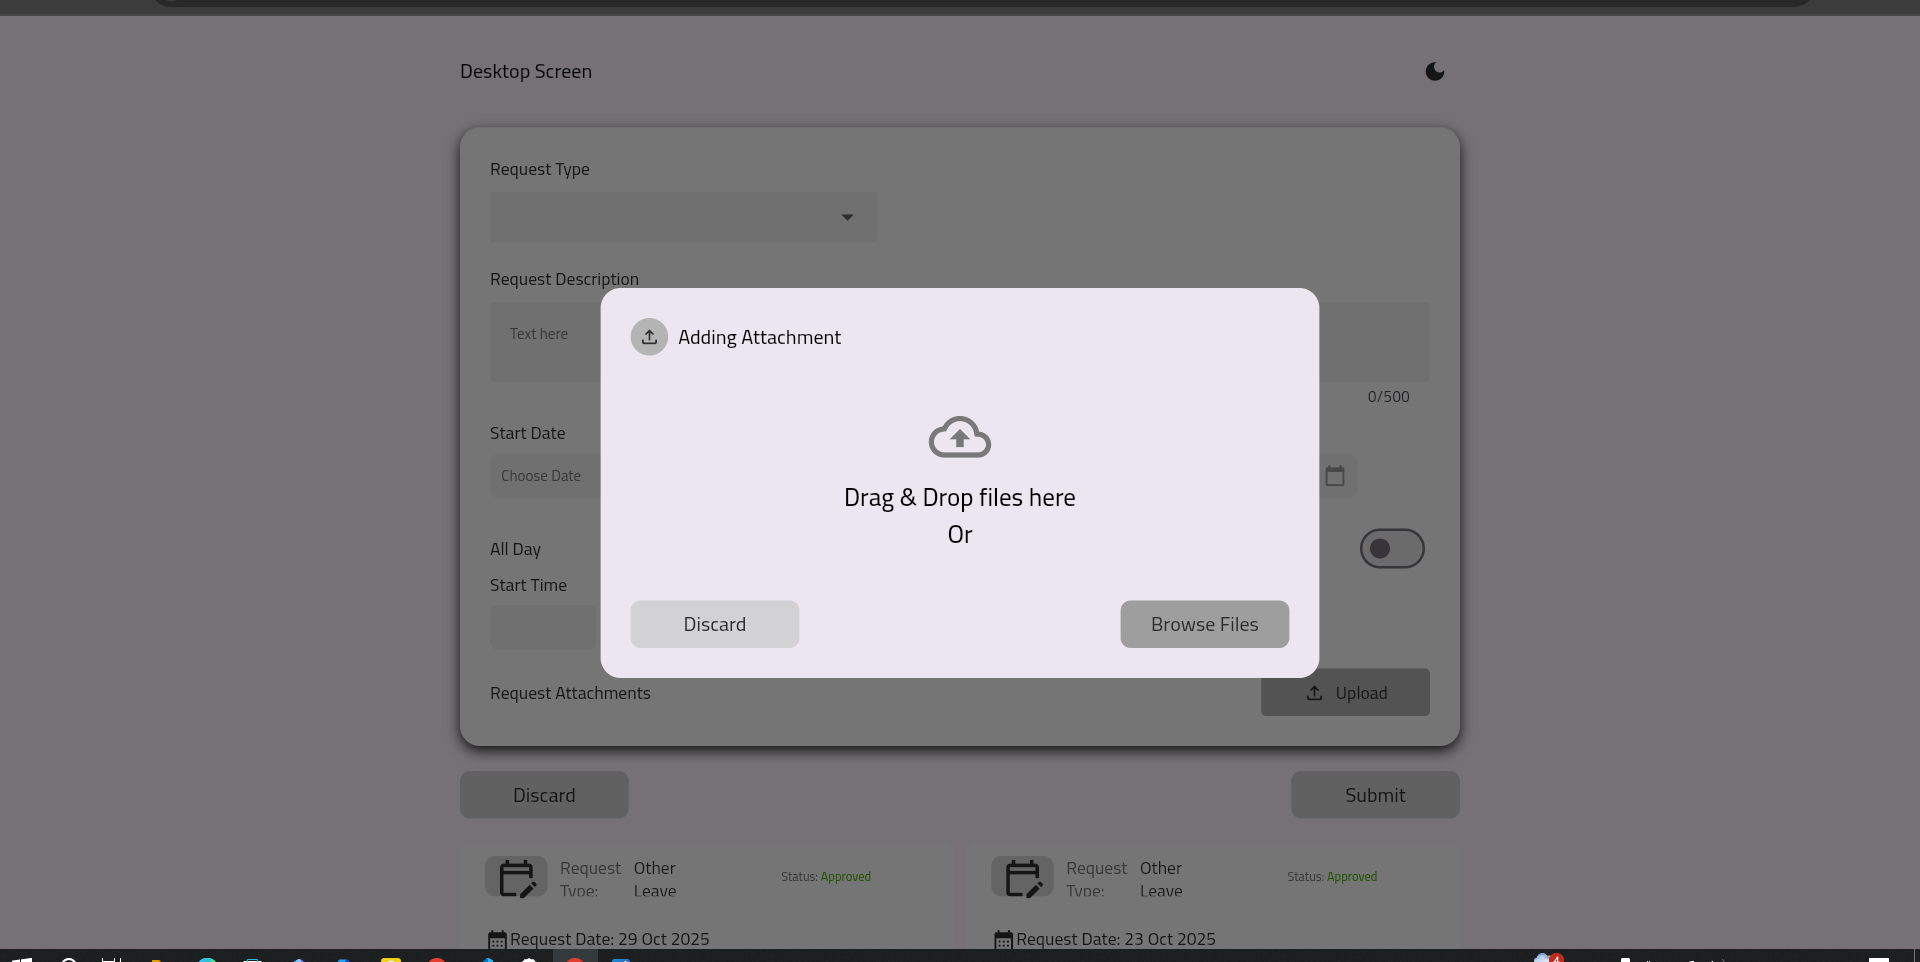 Desktop Screen
Request Type
Request Description
Text here
0/500
Start Date
Choose Date
All Day
Start Time
Request Attachments
Upload
Adding Attachment
Drag & Drop files here
Or
Discard
Browse Files
Discard
Submit
Request Type:
Other Leave
Status: Approved
Request Date: 29 Oct 2025
Request Type:
Other Leave
Status: Approved
Request Date: 23 Oct 2025
4